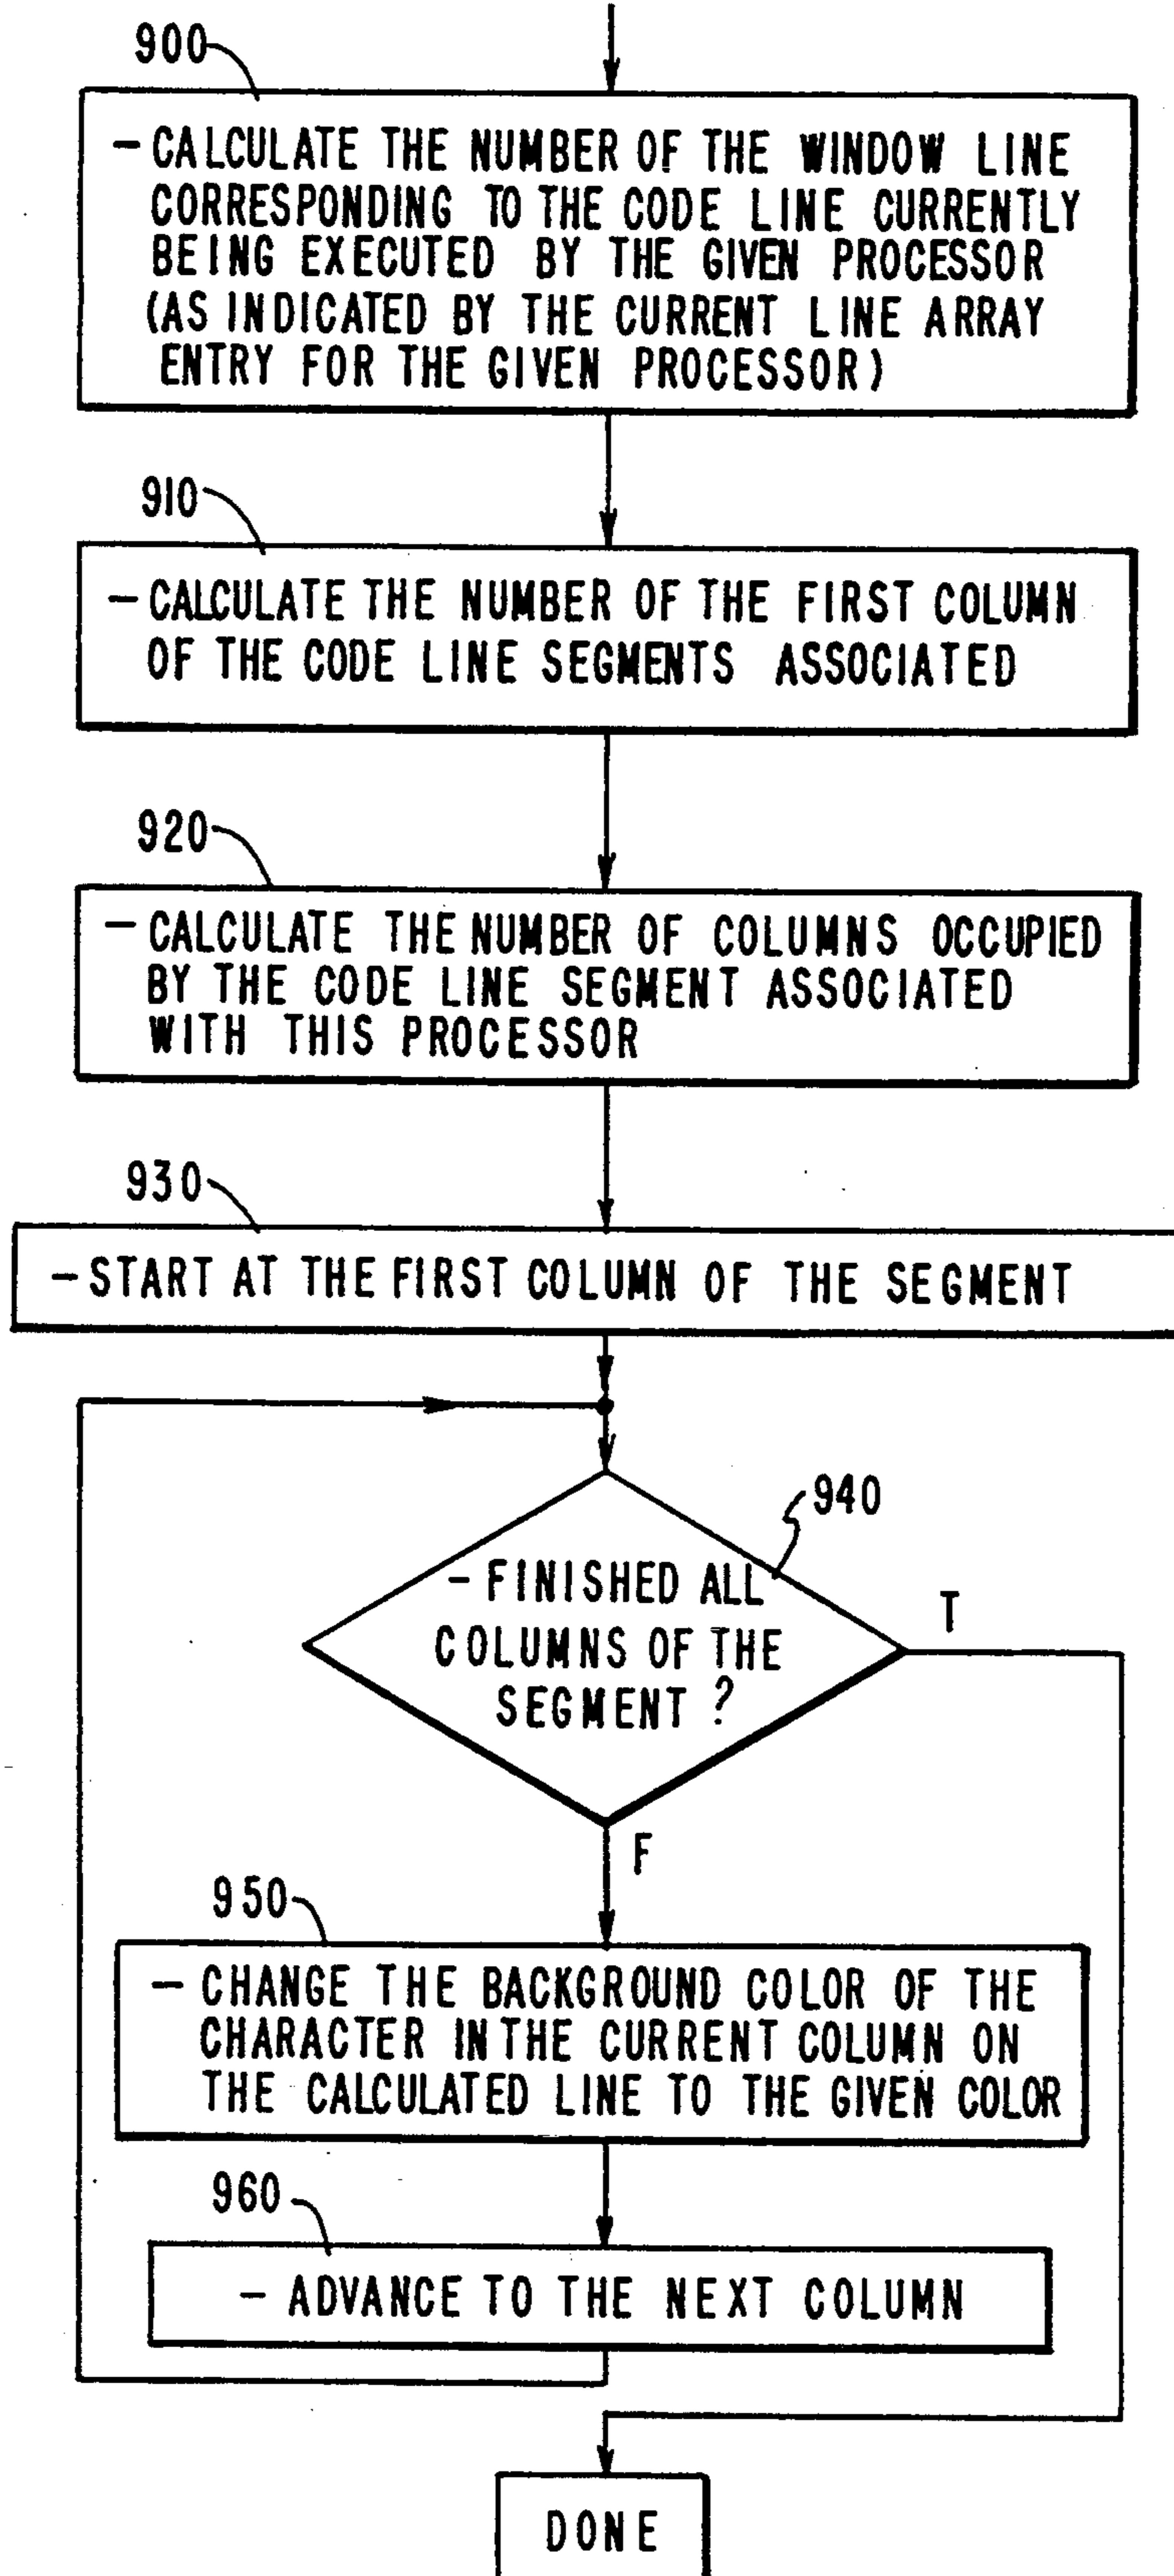 900
– CALCULATE THE NUMBER OF THE WINDOW LINE
CORRESPONDING TO THE CODE LINE CURRENTLY
BEING EXECUTED BY THE GIVEN PROCESSOR
(AS INDICATED BY THE CURRENT LINE ARRAY
ENTRY FOR THE GIVEN PROCESSOR)
910
– CALCULATE THE NUMBER OF THE FIRST COLUMN
OF THE CODE LINE SEGMENTS ASSOCIATED
920
– CALCULATE THE NUMBER OF COLUMNS OCCUPIED
BY THE CODE LINE SEGMENT ASSOCIATED
WITH THIS PROCESSOR
930
– START AT THE FIRST COLUMN OF THE SEGMENT
940
– FINISHED ALL
COLUMNS OF THE
SEGMENT ?
T
F
950
– CHANGE THE BACKGROUND COLOR OF THE
CHARACTER IN THE CURRENT COLUMN ON
THE CALCULATED LINE TO THE GIVEN COLOR
960
– ADVANCE TO THE NEXT COLUMN
DONE